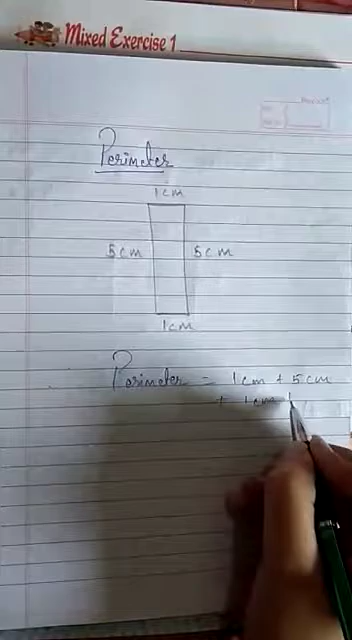 Mixed Exercise 1
Perimeter
1cm
5cm 5cm
1cm
Perimeter = 1cm + 5cm
+ 1cm